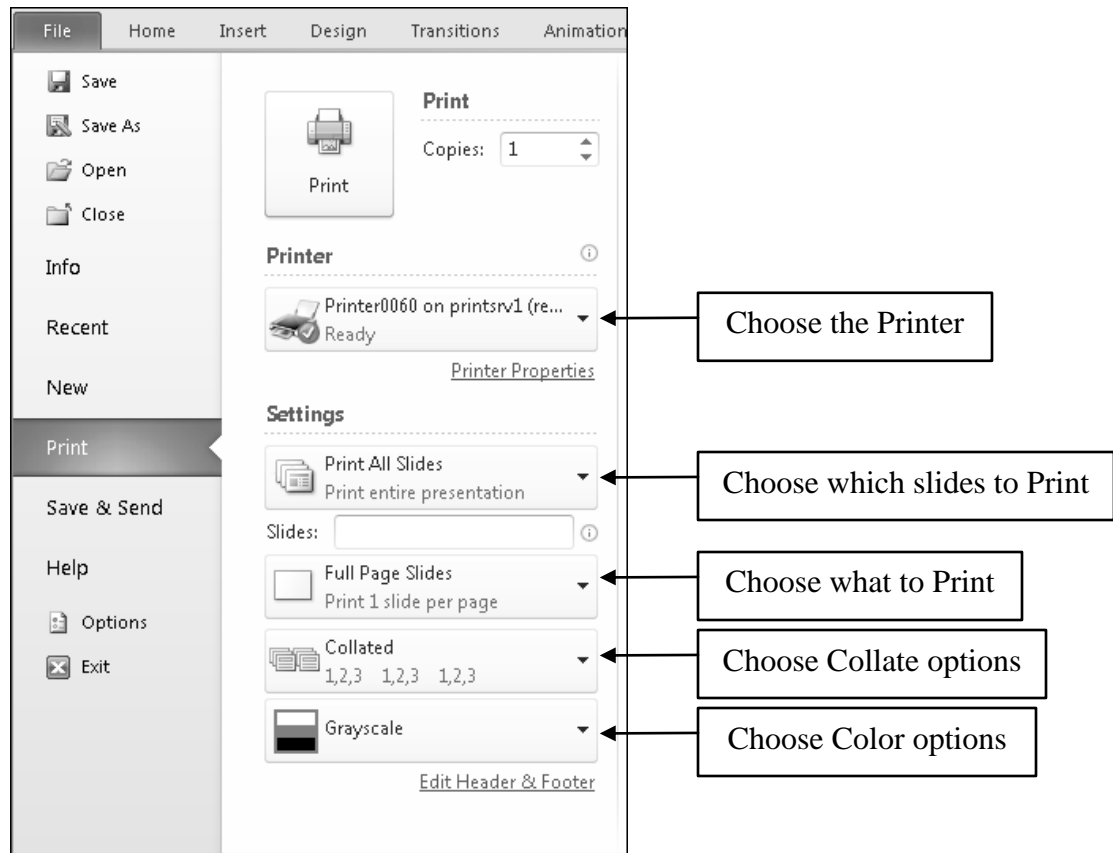 File Home Insert Design Transitions Animation
Save
Save As
Open
Close
Info
Recent
New
Print
Save & Send
Help
Options
Exit
Print
Print
Copies: 1
Printer
Printer0060 on printsrv1 (re...
Ready
Printer Properties
Settings
Print All Slides
Print entire presentation
Slides:
Full Page Slides
Print 1 slide per page
Collated
1,2,3 1,2,3 1,2,3
Grayscale
Edit Header & Footer
Choose the Printer
Choose which slides to Print
Choose what to Print
Choose Collate options
Choose Color options